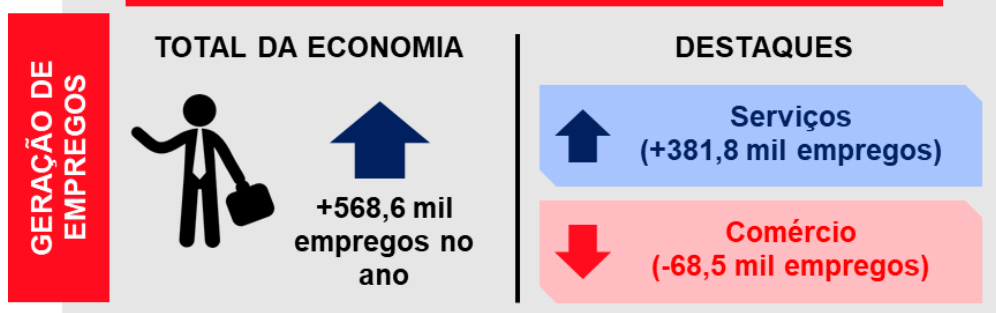 GERAÇÃO DE
EMPREGOS
TOTAL DA ECONOMIA
+568,6 mil
empregos no
ano
DESTAQUES
Serviços
(+381,8 mil empregos)
Comércio
(-68,5 mil empregos)